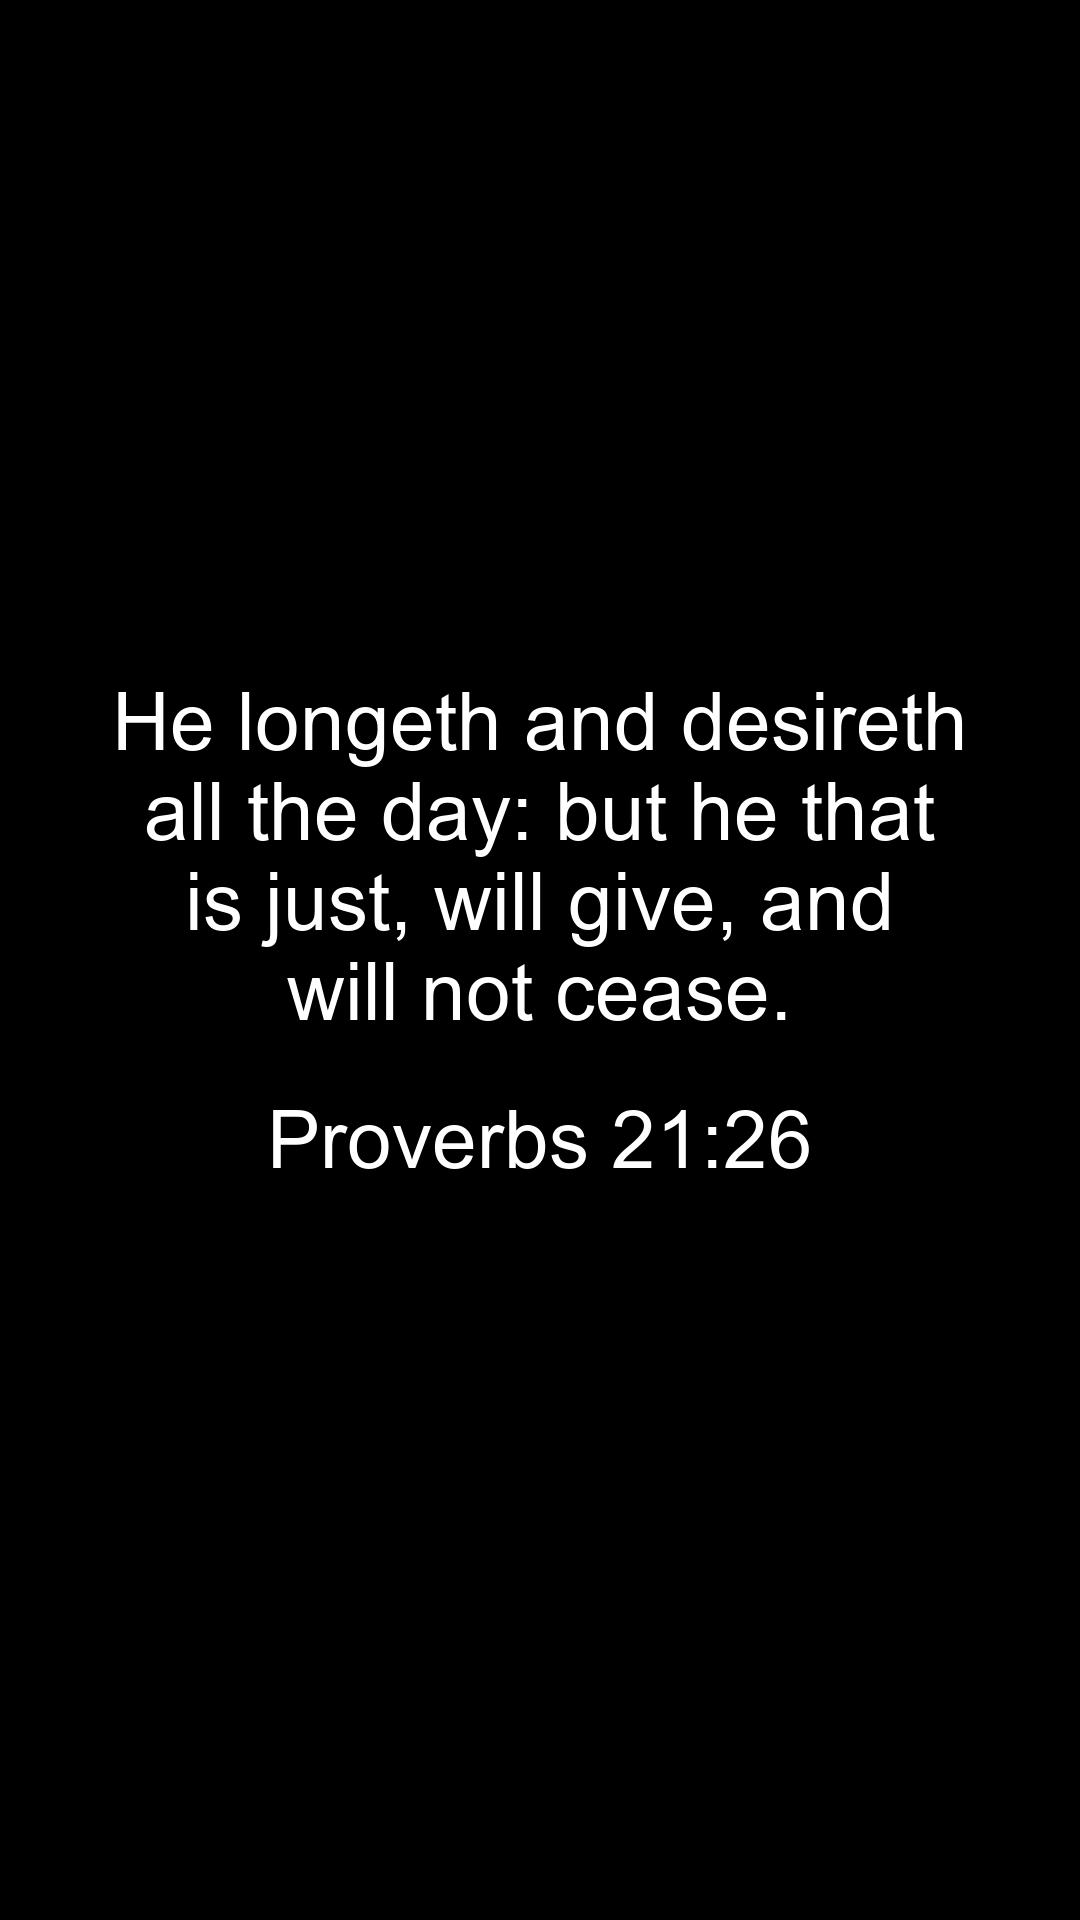 He longeth and desireth
all the day: but he that
is just, will give, and
will not cease.
Proverbs 21:26